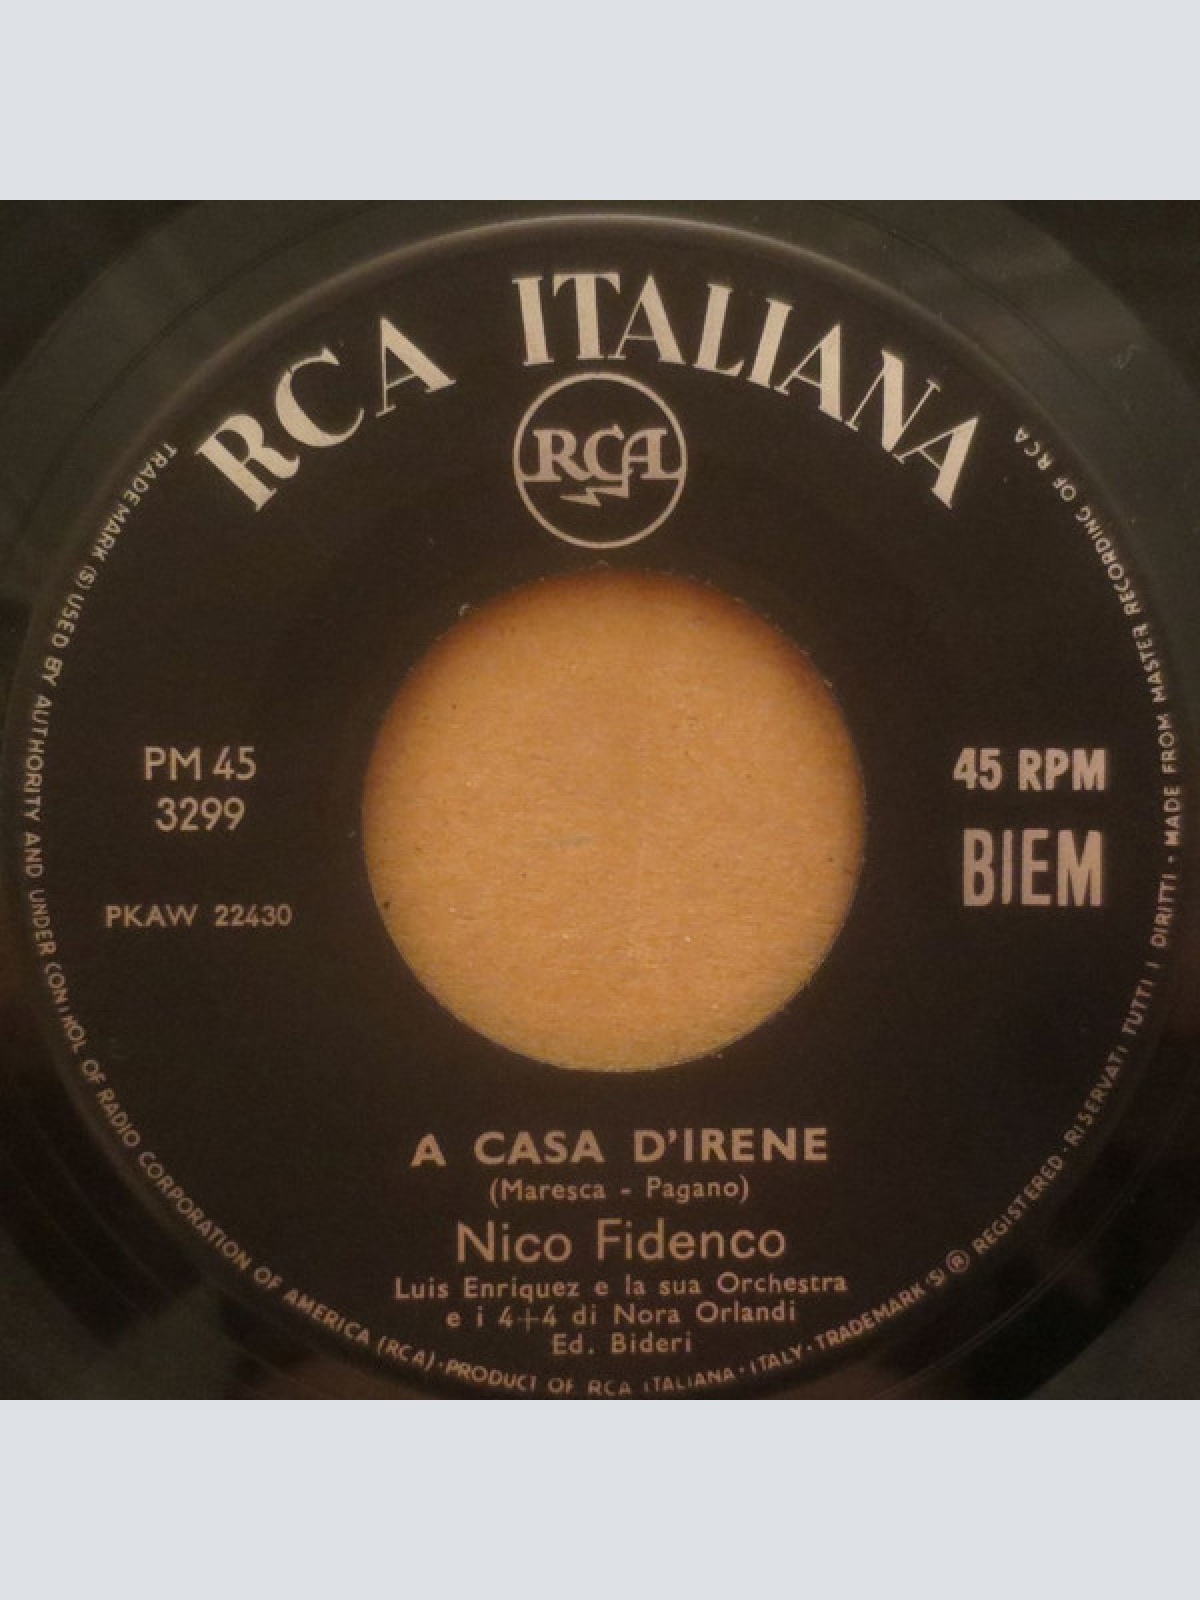 RCA ITALIANA
RCA
PM 45
3299
PKAW 22430
45 RPM
BIEM
A CASA D'IRENE
(Maresca - Pagano)
Nico Fidenco
Luis Enriquez e la sua Orchestra
e i 4+4 di Nora Orlandi
Ed. Bideri
TRADEMARK (S) USED BY AUTHORITY AND UNDER CONTROL OF RADIO CORPORATION OF AMERICA (RCA)·PRODUCT OF RCA ITALIANA·ITALY·TRADEMARK (S) ® REGISTERED·RISERVATI TUTTI I DIRITTI·MADE FROM MASTER RECORDING OF RCA